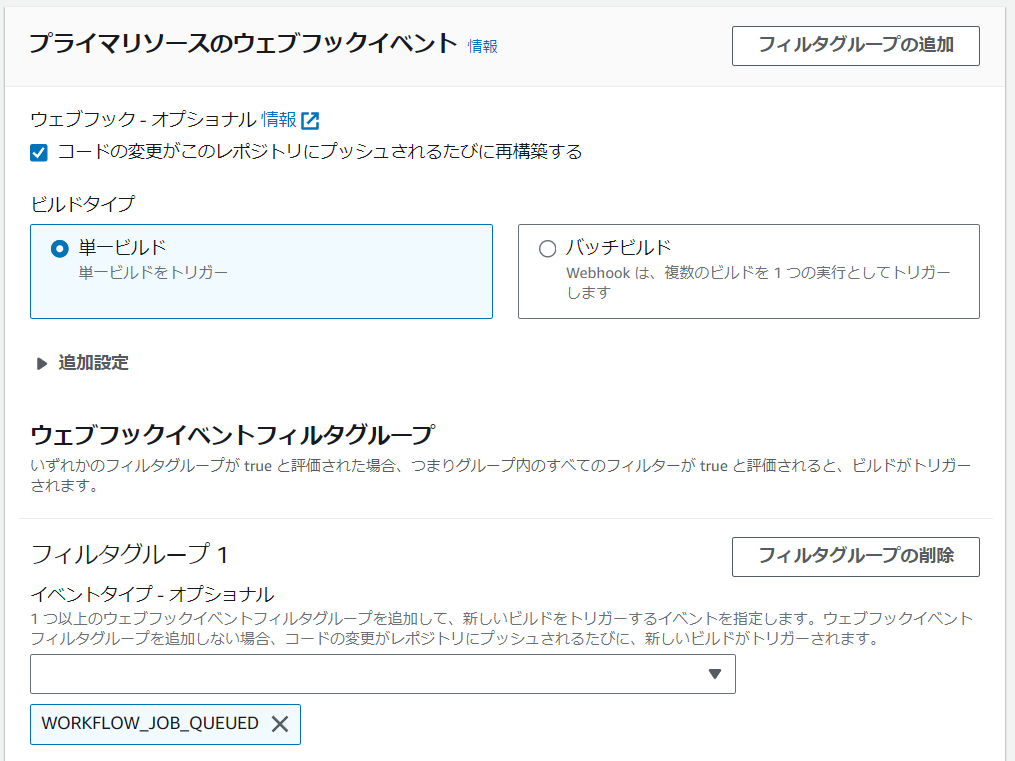 プライマリソースのウェブフックイベント 情報
フィルタグループの追加
ウェブフック - オプショナル 情報
コードの変更がこのレポジトリにプッシュされるたびに再構築する
ビルドタイプ
単一ビルド
単一ビルドをトリガー
バッチビルド
Webhook は、複数のビルドを 1 つの実行としてトリガー
します
追加設定
ウェブフックイベントフィルタグループ
いずれかのフィルタグループが true と評価された場合、つまりグループ内のすべてのフィルターが true と評価されると、ビルドがトリガー
されます。
フィルタグループ 1
フィルタグループの削除
イベントタイプ - オプショナル
1 つ以上のウェブフックイベントフィルタグループを追加して、新しいビルドをトリガーするイベントを指定します。ウェブフックイベント
フィルタグループを追加しない場合、コードの変更がレポジトリにプッシュされるたびに、新しいビルドがトリガーされます。
WORKFLOW_JOB_QUEUED